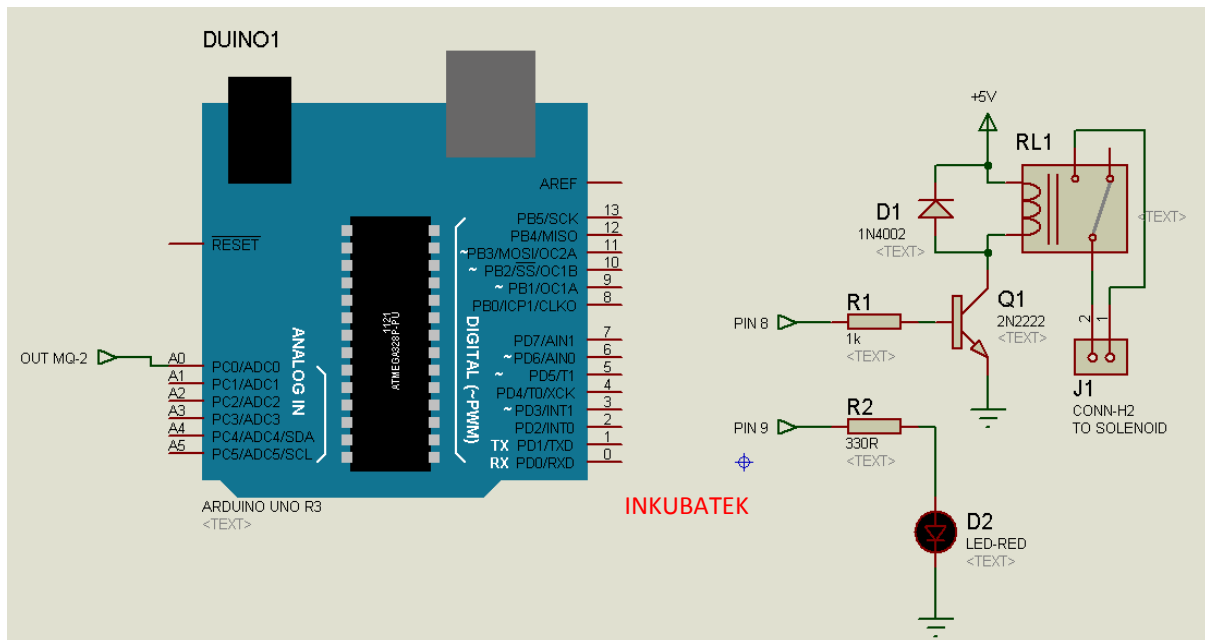 DUINO1
AREF
RESET
PB5/SCK 13
PB4/MISO 12
~PB3/MOSI/OC2A 11
~ PB2/SS/OC1B 10
~ PB1/OC1A 9
PB0/ICP1/CLKO 8
PD7/AIN1 7
~PD6/AIN0 6
~ PD5/T1 5
PD4/T0/XCK 4
~PD3/INT1 3
PD2/INT0 2
TX PD1/TXD 1
RX PD0/RXD 0
DIGITAL (~PWM)
1121
ATMEGA328P-PU
ANALOG IN
OUT MQ-2
A0 PC0/ADC0
A1 PC1/ADC1
A2 PC2/ADC2
A3 PC3/ADC3
A4 PC4/ADC4/SDA
A5 PC5/ADC5/SCL
ARDUINO UNO R3
<TEXT>
INKUBATEK
+5V
RL1
<TEXT>
D1
1N4002
<TEXT>
Q1
2N2222
<TEXT>
PIN 8
R1
1k
<TEXT>
2
1
J1
CONN-H2
TO SOLENOID
PIN 9
R2
330R
<TEXT>
D2
LED-RED
<TEXT>